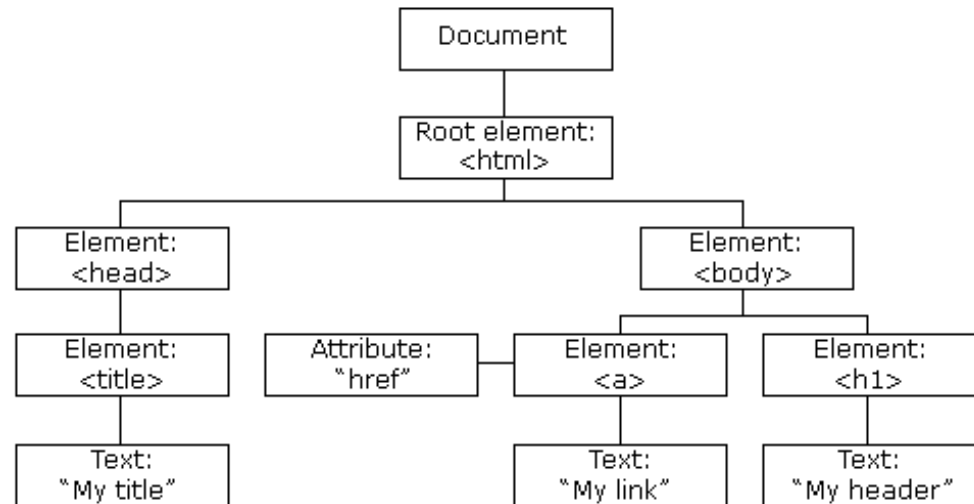 Document
Root element:
<html>
Element:
<head>
Element:
<body>
Element:
<title>
Attribute:
“href”
Element:
<a>
Element:
<h1>
Text:
“My title”
Text:
“My link”
Text:
“My header”